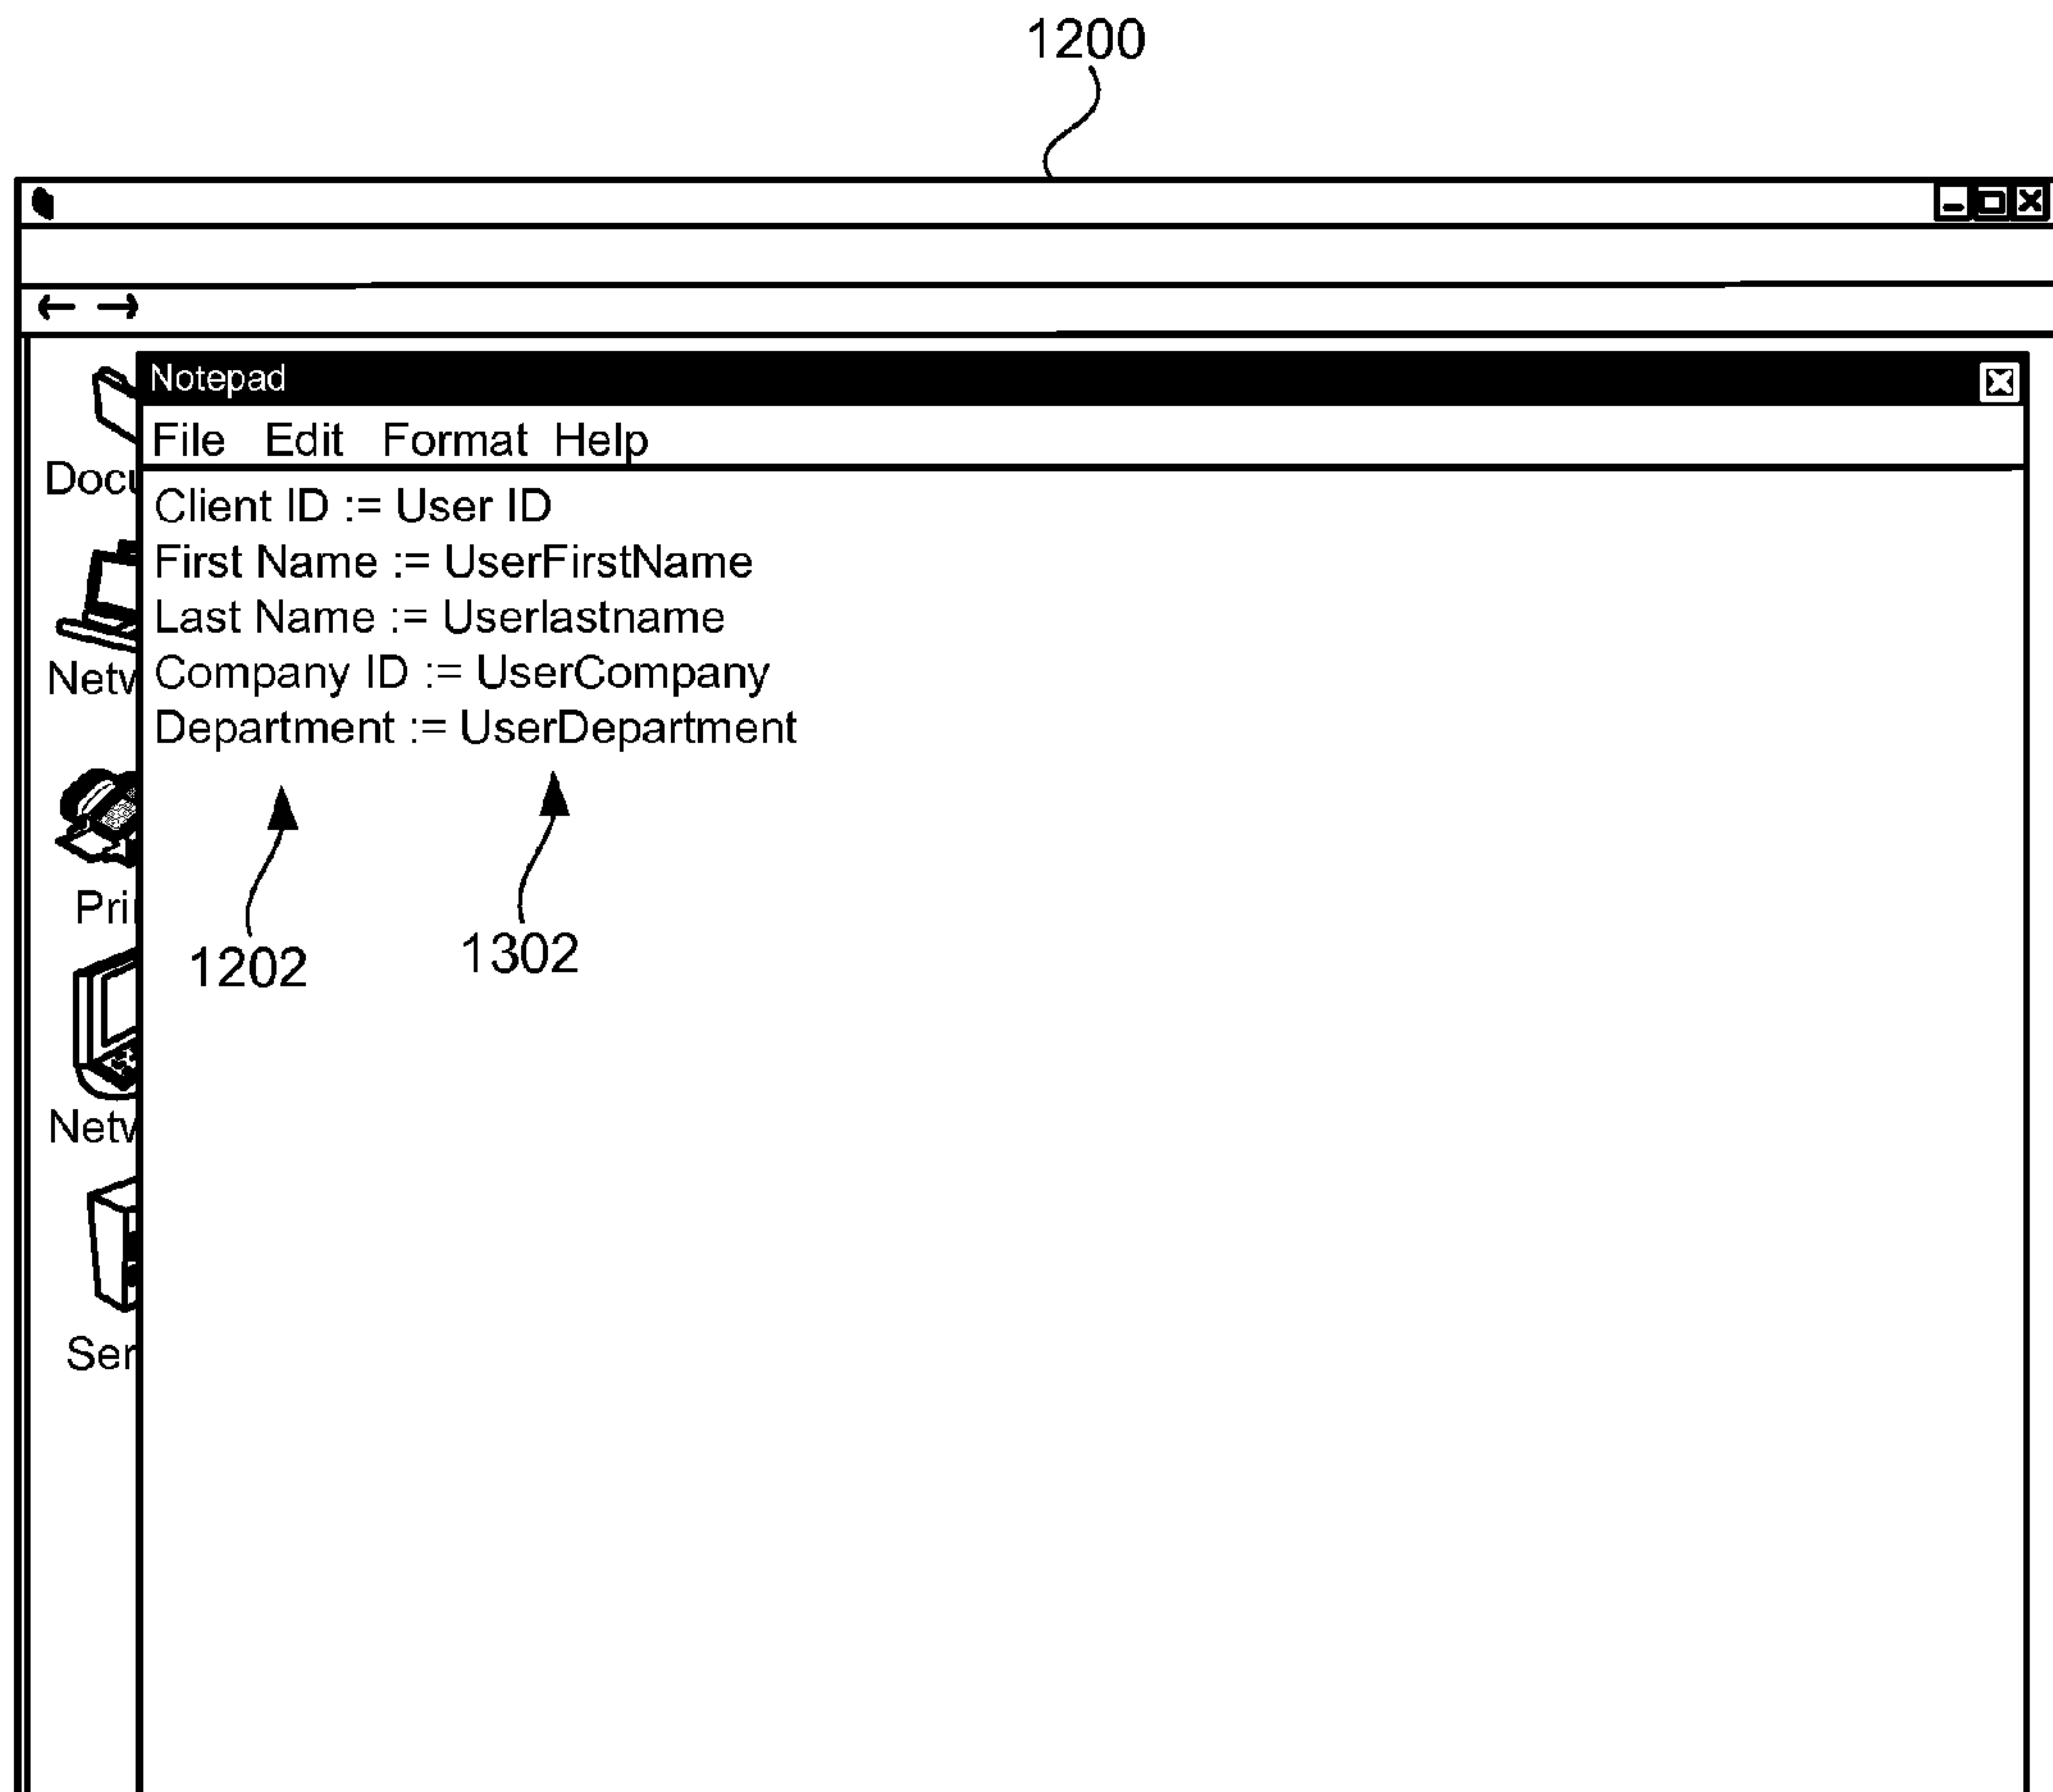 1200
Notepad
File Edit Format Help
Client ID := User ID
First Name := UserFirstName
Last Name := Userlastname
Company ID := UserCompany
Department := UserDepartment
1202
1302